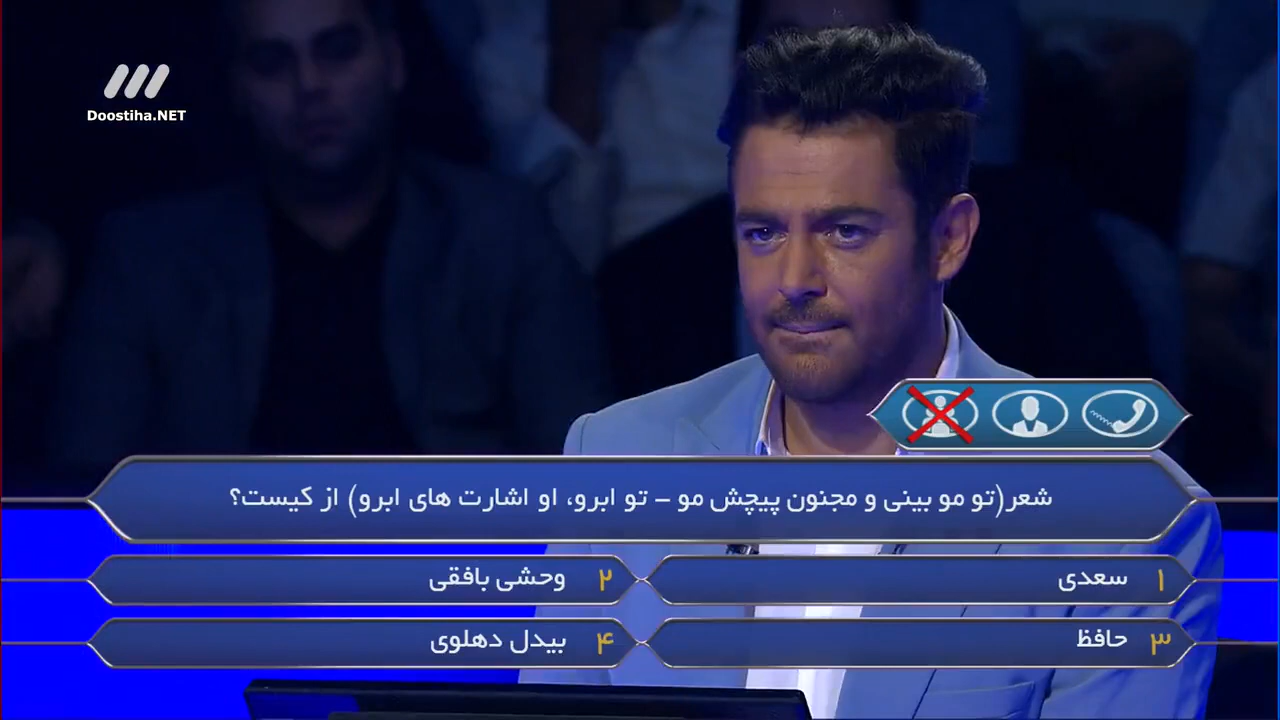 Doostiha.NET
شعر(تو مو بینی و مجنون پیچش مو – تو ابرو، او اشارت های ابرو) از کیست؟
۱ سعدی
۲ وحشی بافقی
۳ حافظ
۴ بیدل دهلوی